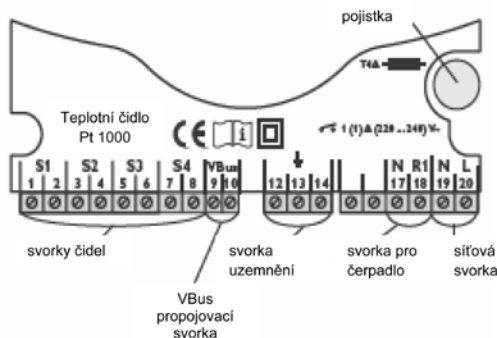 pojistka
T4A
Teplotní čidlo
Pt 1000
CE i
1 (1) A (220 ... 240) V~
S1 S2 S3 S4 VBus N R1 N L
1 2 3 4 5 6 7 8 9 10 12 13 14 17 18 19 20
svorky čidel
VBus
propojovací
svorka
svorka
uzemnění
svorka pro
čerpadlo
síťová
svorka